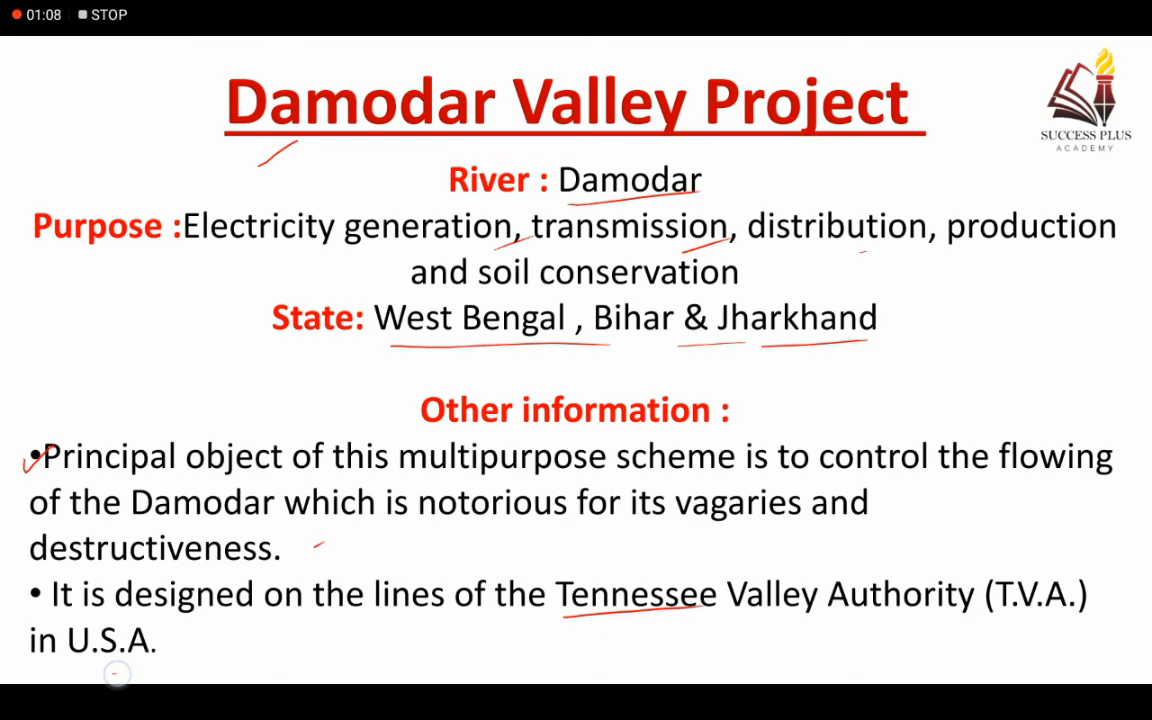 01:08 STOP
Damodar Valley Project
SUCCESS PLUS
ACADEMY
River : Damodar
Purpose :Electricity generation, transmission, distribution, production
and soil conservation
State: West Bengal , Bihar & Jharkhand
Other information :
•Principal object of this multipurpose scheme is to control the flowing
of the Damodar which is notorious for its vagaries and
destructiveness.
• It is designed on the lines of the Tennessee Valley Authority (T.V.A.)
in U.S.A.